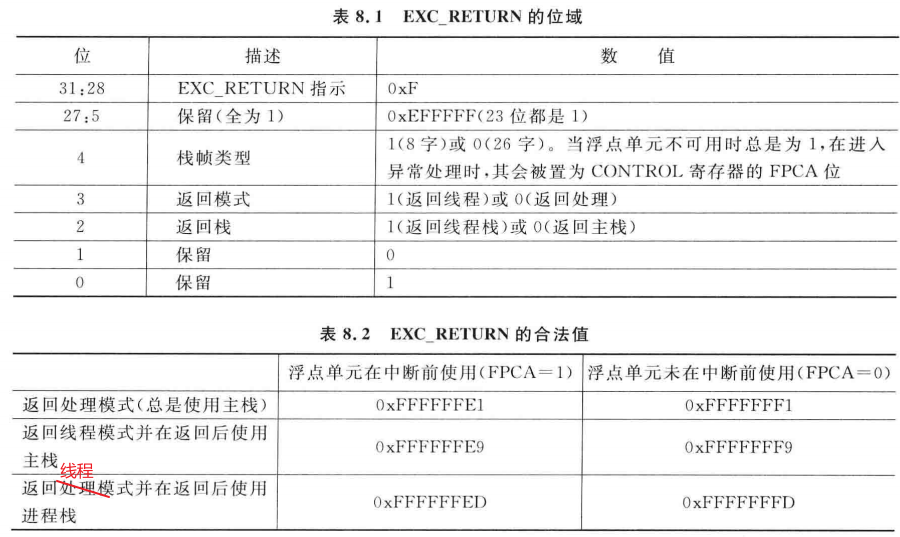 表 8.1 EXC_RETURN 的位域
位 描述 数 值
31:28 EXC_RETURN 指示 0xF
27:5 保留(全为 1) 0xEFFFFF(23 位都是 1)
4 栈帧类型 1(8 字)或 0(26 字)。当浮点单元不可用时总是为 1,在进入
异常处理时,其会被置为 CONTROL 寄存器的 FPCA 位
3 返回模式 1(返回线程)或 0(返回处理)
2 返回栈 1(返回线程栈)或 0(返回主栈)
1 保留 0
0 保留 1
表 8.2 EXC_RETURN 的合法值
浮点单元在中断前使用(FPCA=1) 浮点单元未在中断前使用(FPCA=0)
返回处理模式(总是使用主栈) 0xFFFFFFE1 0xFFFFFFF1
返回线程模式并在返回后使用
主栈 0xFFFFFFE9 0xFFFFFFF9
线程
返回处理模式并在返回后使用
进程栈 0xFFFFFFED 0xFFFFFFFD